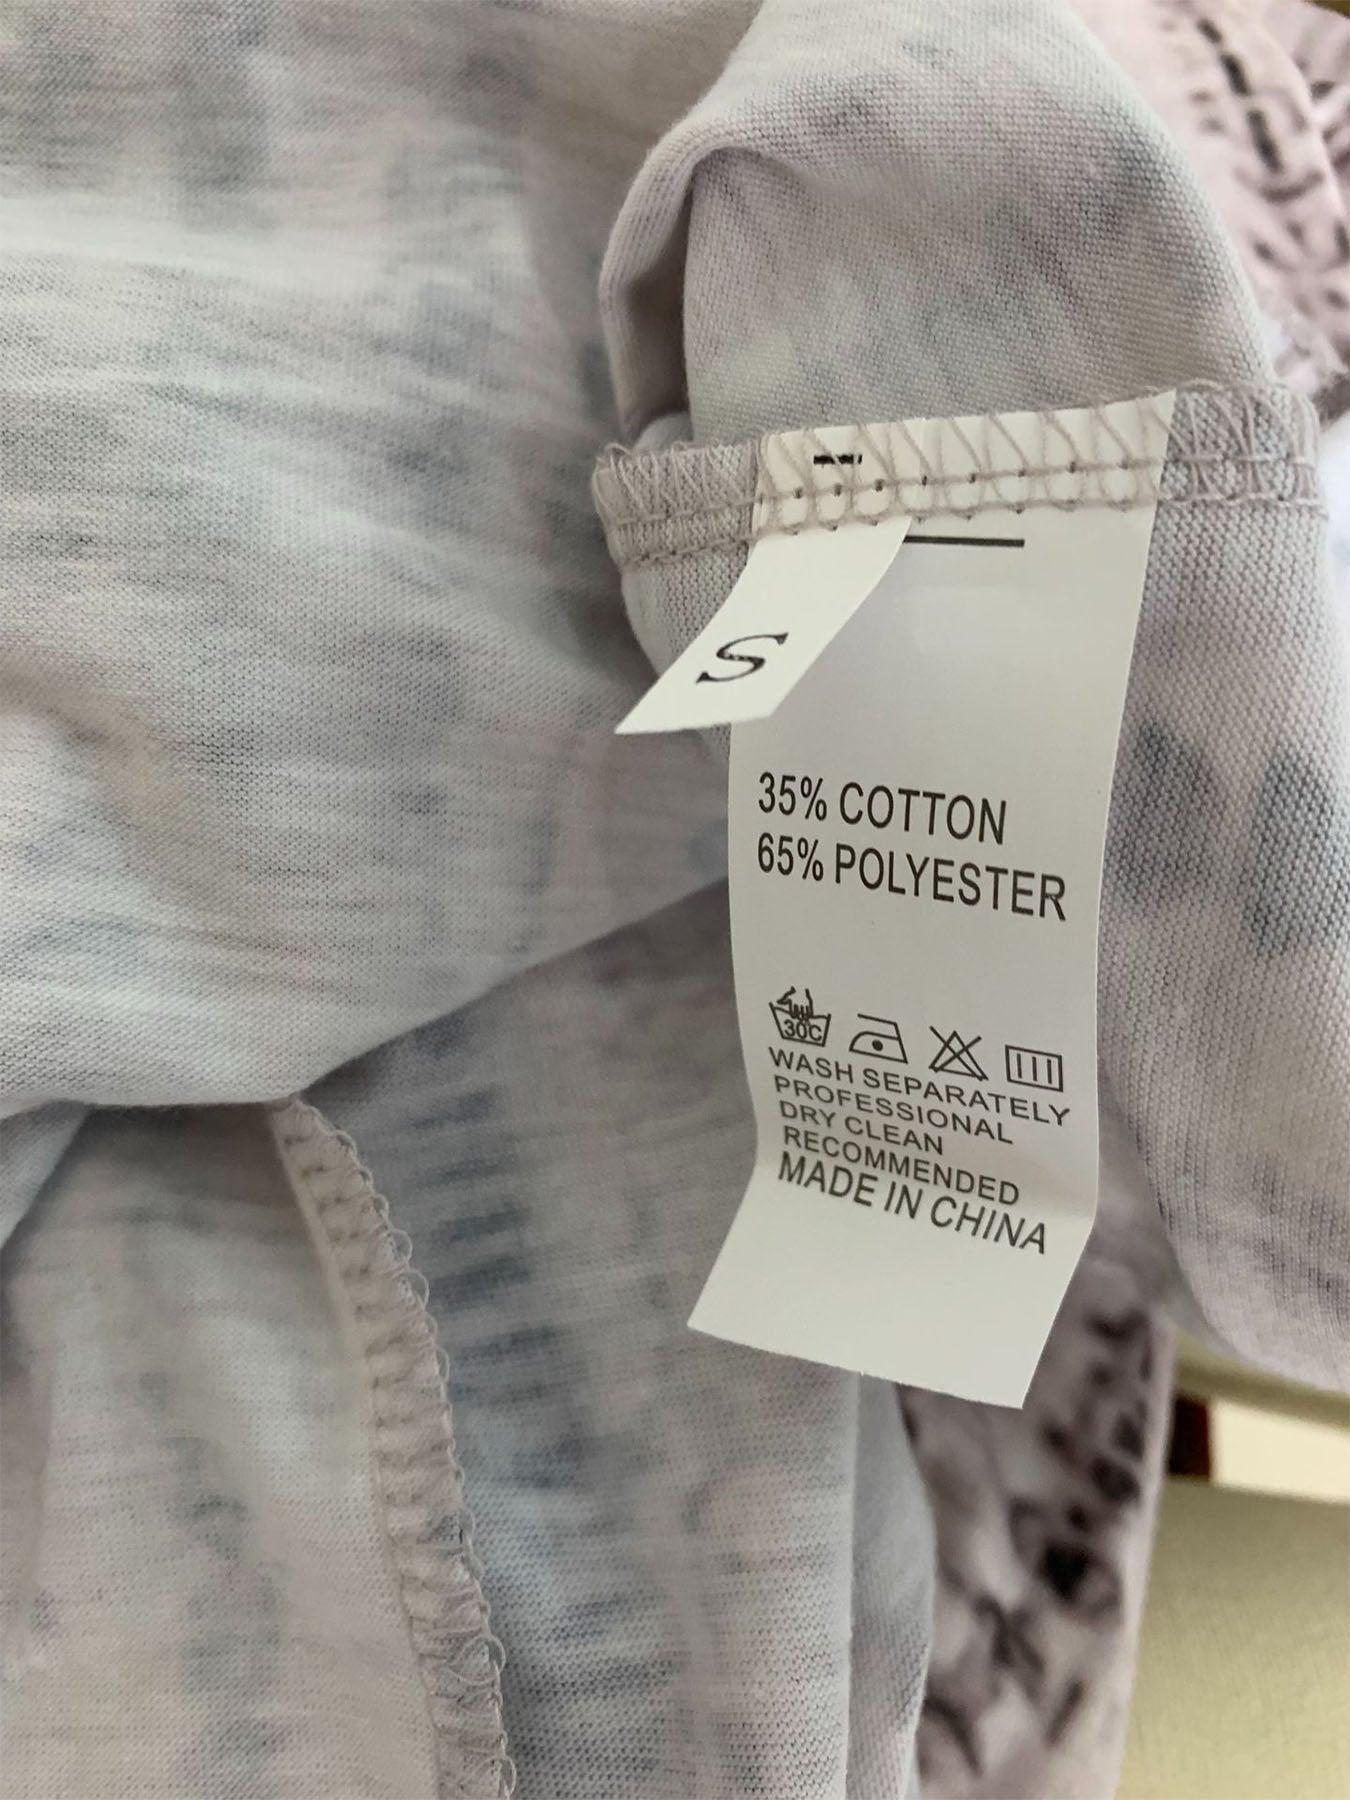 S
35% COTTON
65% POLYESTER
30C
WASH SEPARATELY
PROFESSIONAL
DRY CLEAN
RECOMMENDED
MADE IN CHINA